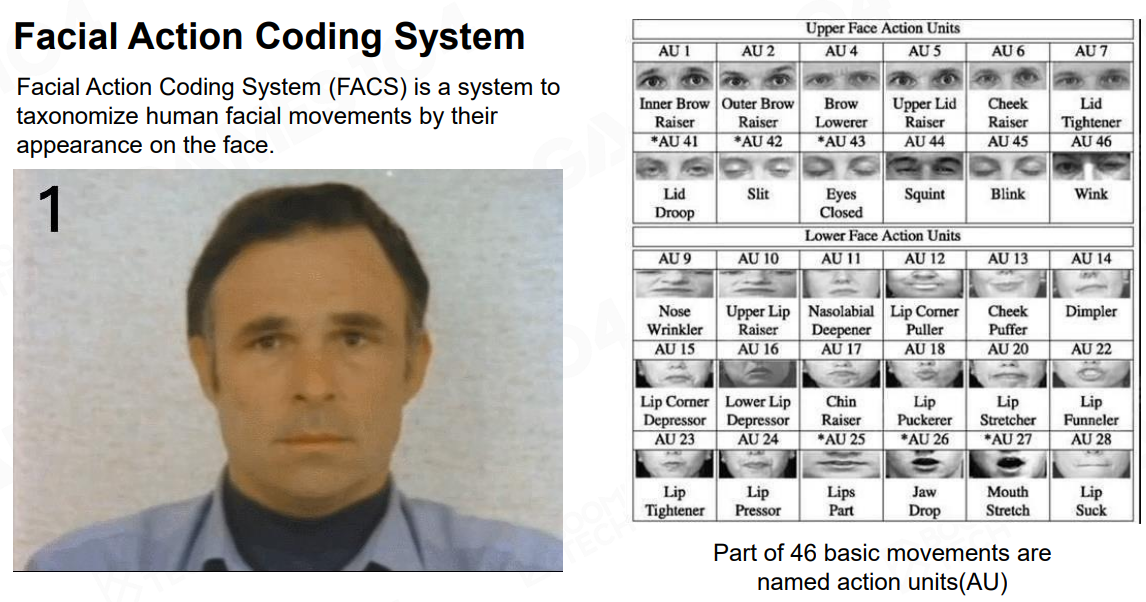 Facial Action Coding System
Facial Action Coding System (FACS) is a system to
taxonomize human facial movements by their
appearance on the face.
1
Upper Face Action Units
AU 1 AU 2 AU 4 AU 5 AU 6 AU 7
Inner Brow Outer Brow Brow Upper Lid Cheek Lid
Raiser Raiser Lowerer Raiser Raiser Tightener
*AU 41 *AU 42 *AU 43 AU 44 AU 45 AU 46
Lid Slit Eyes Squint Blink Wink
Droop Closed
Lower Face Action Units
AU 9 AU 10 AU 11 AU 12 AU 13 AU 14
Nose Upper Lip Nasolabial Lip Corner Cheek Dimpler
Wrinkler Raiser Deepener Puller Puffer
AU 15 AU 16 AU 17 AU 18 AU 20 AU 22
Lip Corner Lower Lip Chin Lip Lip Lip
Depressor Depressor Raiser Puckerer Stretcher Funneler
AU 23 AU 24 *AU 25 *AU 26 *AU 27 AU 28
Lip Lip Lips Jaw Mouth Lip
Tightener Pressor Part Drop Stretch Suck
Part of 46 basic movements are
named action units(AU)